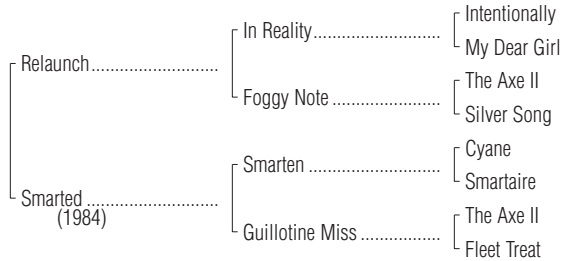 Intentionally
In Reality..................................
My Dear Girl
Relaunch..................................
The Axe II
Foggy Note .............................
Silver Song
Cyane
Smarten ..................................
Smartaire
Smarted ..................................
(1984)
The Axe II
Guillotine Miss .....................
Fleet Treat